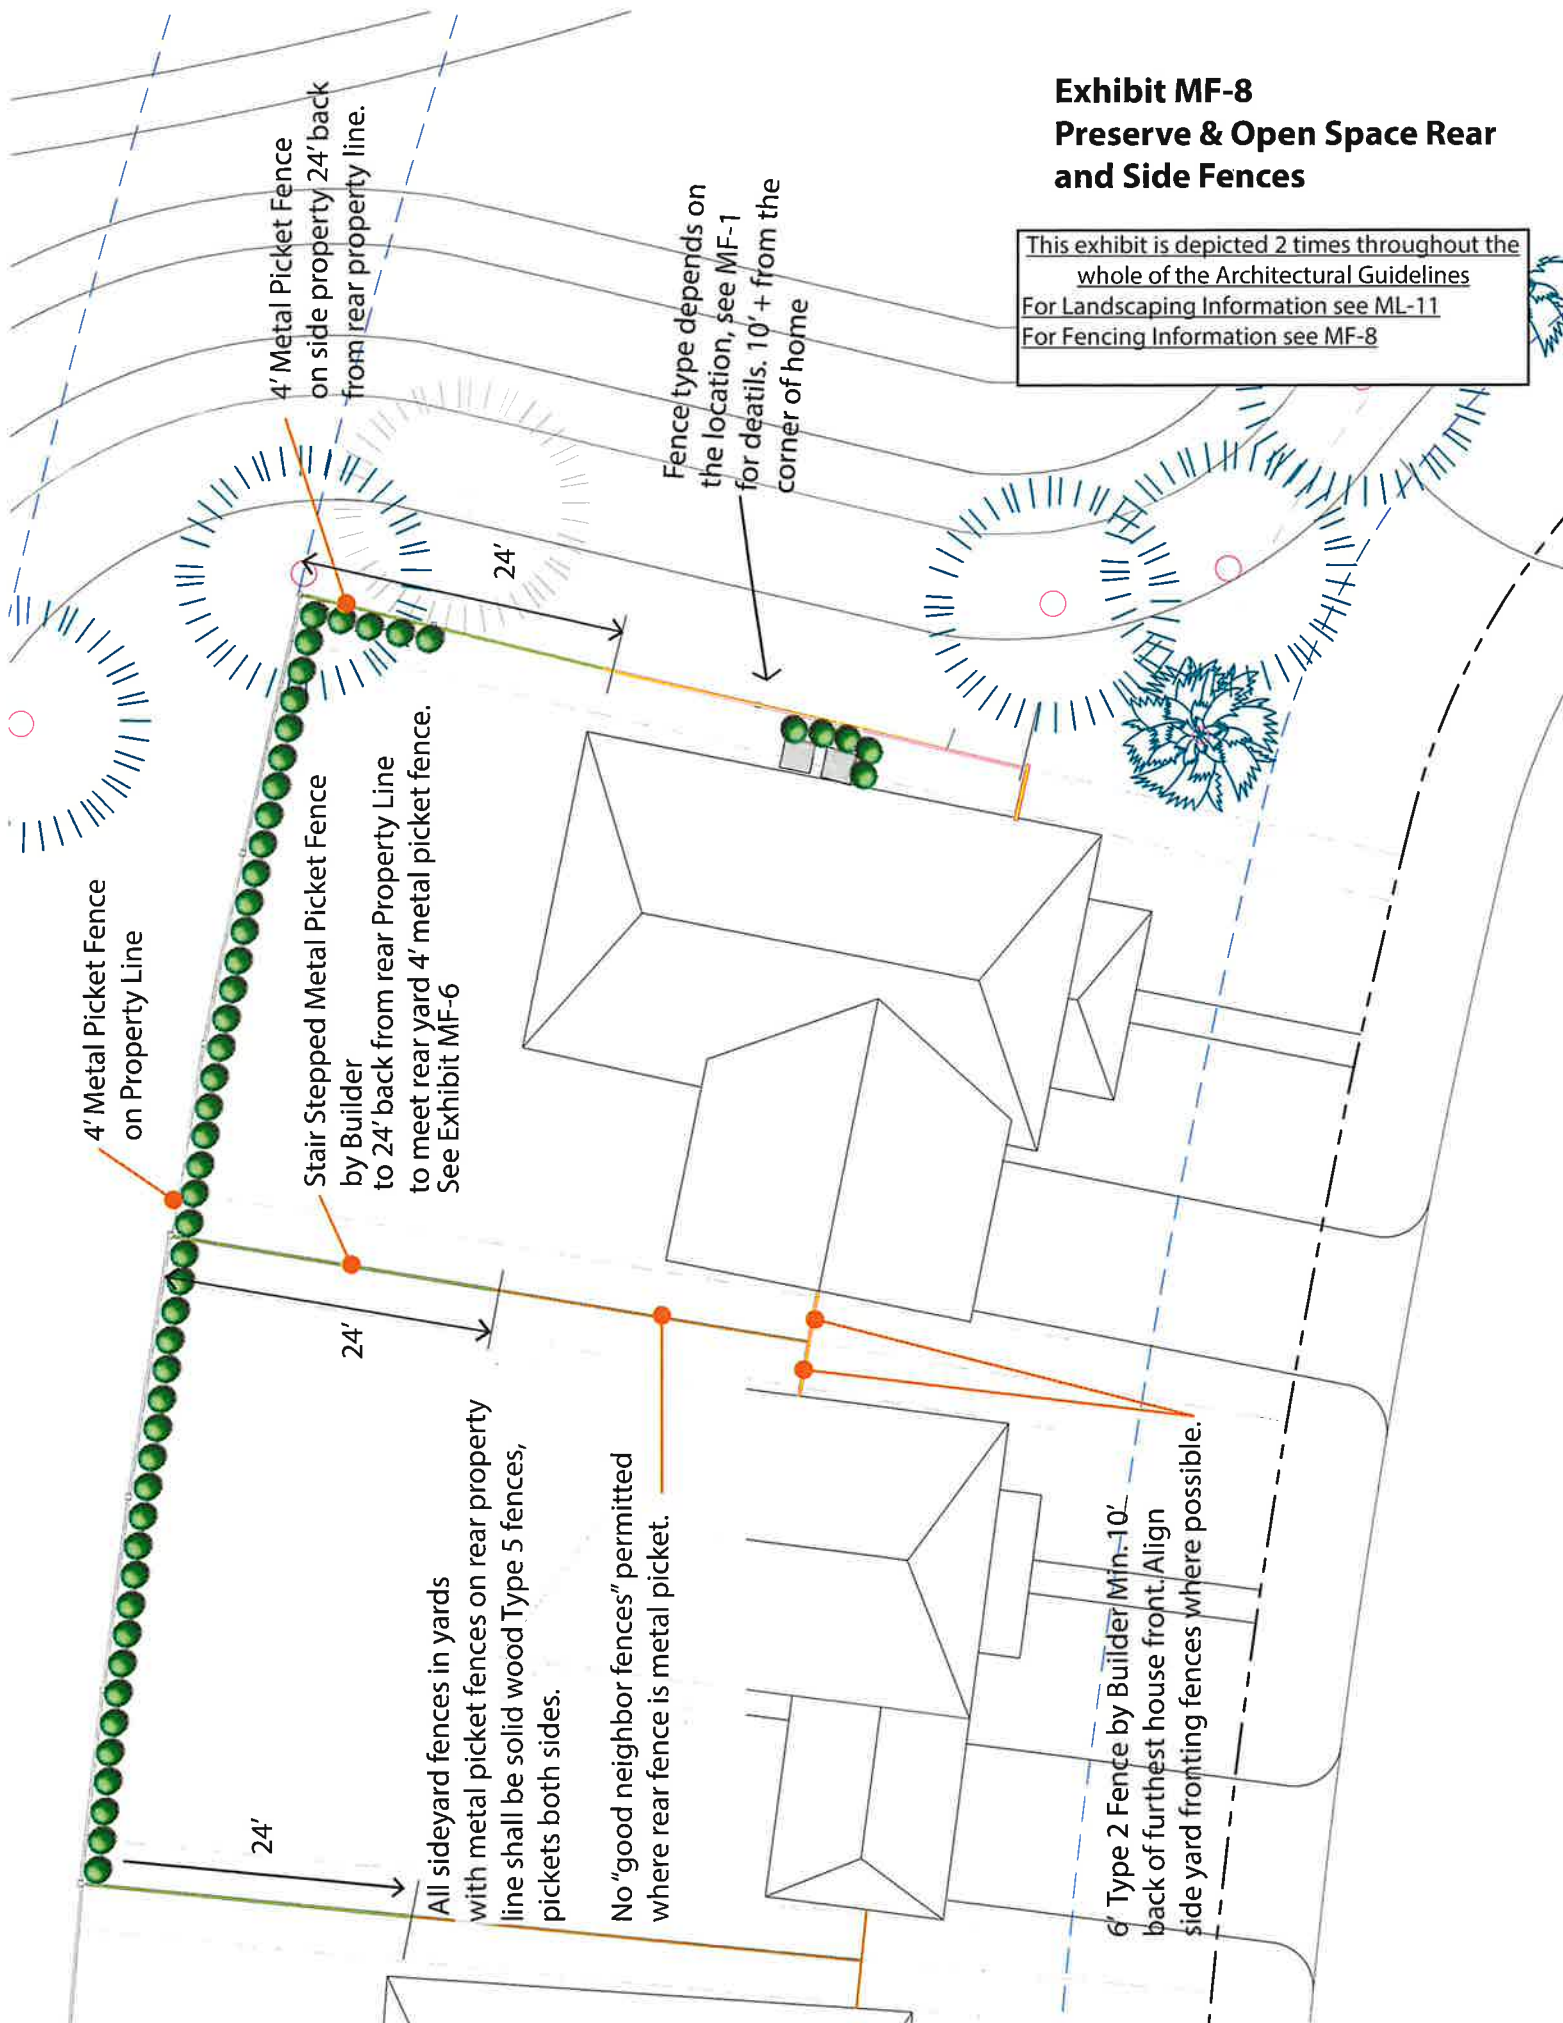 Exhibit MF-8
Preserve & Open Space Rear
and Side Fences
This exhibit is depicted 2 times throughout the
whole of the Architectural Guidelines
For Landscaping Information see ML-11
For Fencing Information see MF-8
4' Metal Picket Fence
on side property 24' back
from rear property line.
Fence type depends on
the location, see MF-1
for deatils. 10'+ from the
corner of home
24'
4' Metal Picket Fence
on Property Line
Stair Stepped Metal Picket Fence
by Builder
to 24' back from rear Property Line
to meet rear yard 4' metal picket fence.
See Exhibit MF-6
24'
All sideyard fences in yards
with metal picket fences on rear property
line shall be solid wood Type 5 fences,
pickets both sides.
No "good neighbor fences" permitted
where rear fence is metal picket.
24'
6' Type 2 Fence by Builder Min. 10'
back of furthest house front. Align
side yard fronting fences where possible.